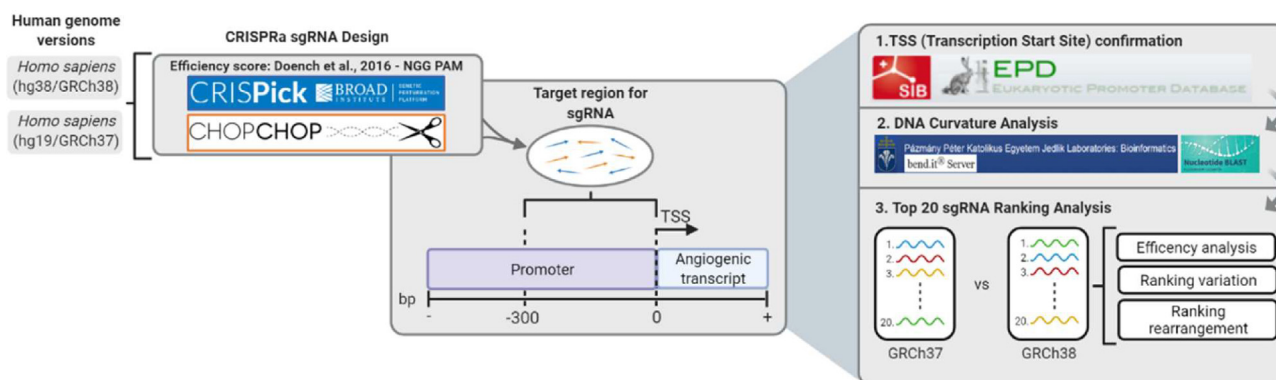 Human genome
versions
Homo sapiens
(hg38/GRCh38)
Homo sapiens
(hg19/GRCh37)
CRISPRa sgRNA Design
Efficiency score: Doench et al., 2016 - NGG PAM
CRISPick BROAD INSTITUTE GENETIC PERTURBATION PLATFORM
CHOPCHOP
Target region for
sgRNA
TSS
Promoter
Angiogenic
transcript
bp
- -300 0 +
1.TSS (Transcription Start Site) confirmation
SIB EPD
EUKARYOTIC PROMOTER DATABASE
2. DNA Curvature Analysis
Pázmány Péter Katolikus Egyetem Jedlik Laboratories: Bioinformatics
bend.it® Server
Nucleotide BLAST
3. Top 20 sgRNA Ranking Analysis
1.
2.
3.
20.
GRCh37
vs
1.
2.
3.
20.
GRCh38
Efficency analysis
Ranking variation
Ranking
rearrangement